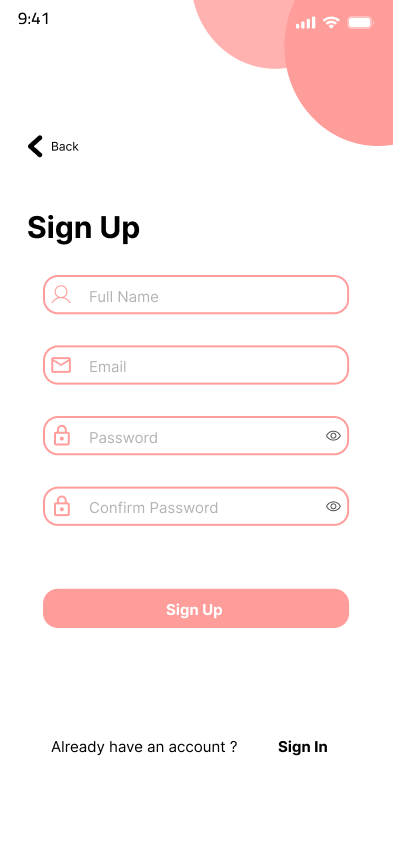 9:41
Back
Sign Up
Full Name
Email
Password
Confirm Password
Sign Up
Already have an account ? Sign In